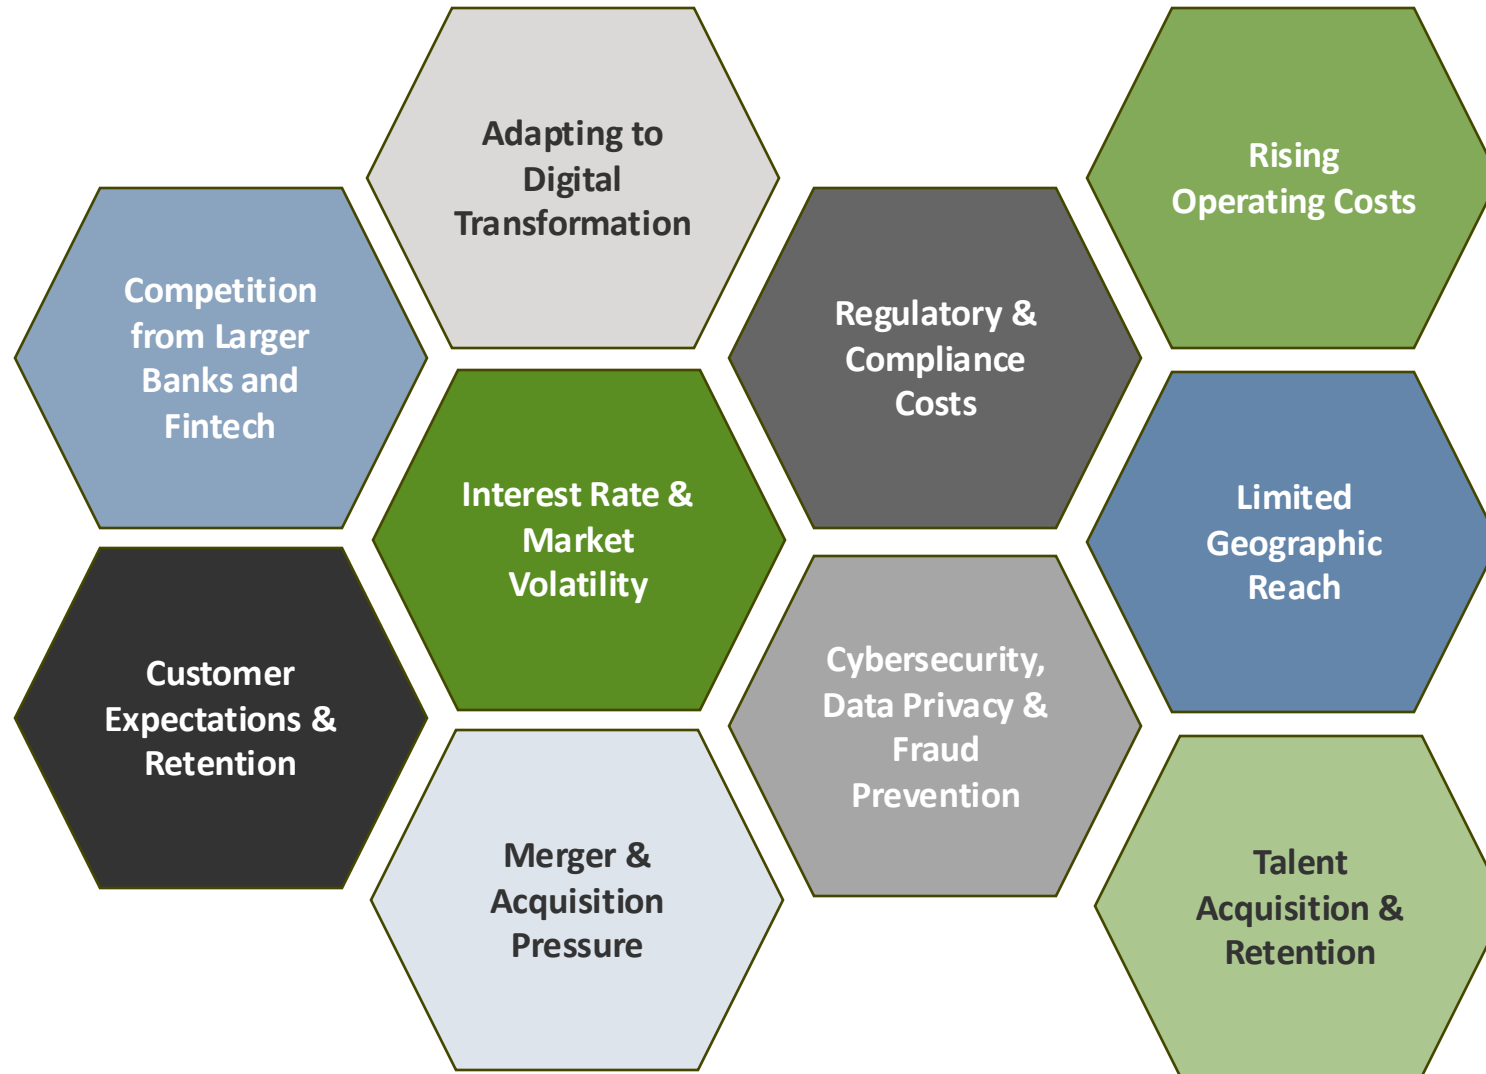 Adapting to
Digital
Transformation
Rising
Operating Costs
Competition
from Larger
Banks and
Fintech
Regulatory &
Compliance
Costs
Interest Rate &
Market
Volatility
Limited
Geographic
Reach
Customer
Expectations &
Retention
Cybersecurity,
Data Privacy &
Fraud
Prevention
Merger &
Acquisition
Pressure
Talent
Acquisition &
Retention